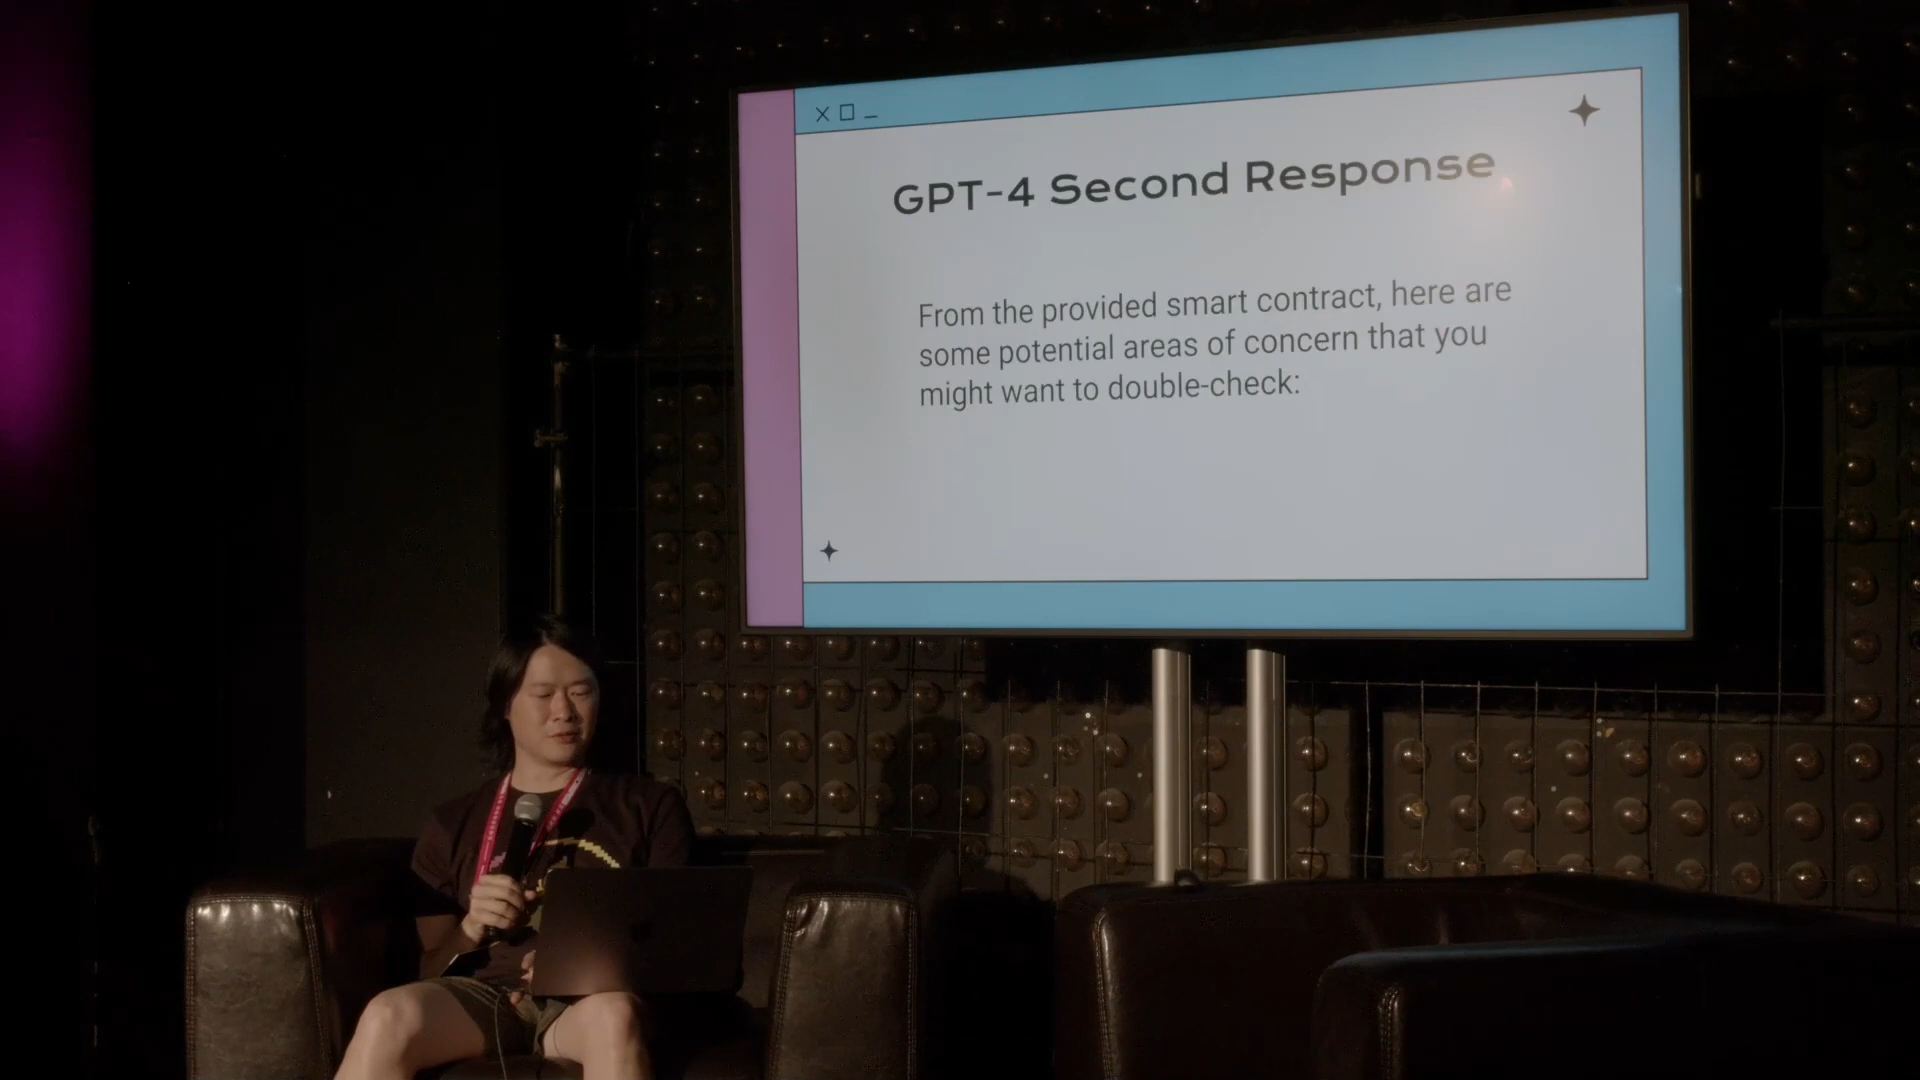 GPT-4 Second Response
From the provided smart contract, here are
some potential areas of concern that you
might want to double-check: